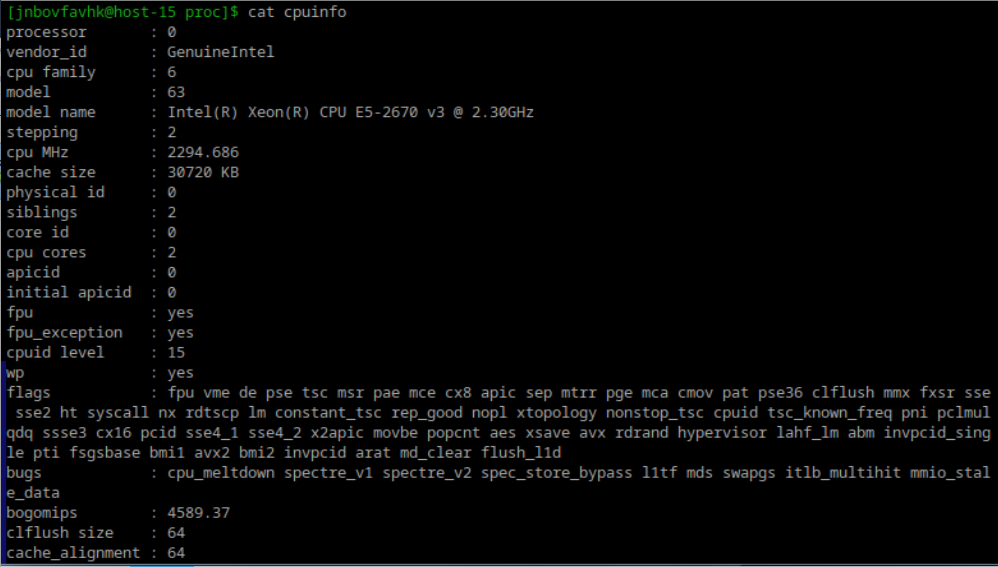 [jnbovfavhk@host-15 proc]$ cat cpuinfo
processor : 0
vendor_id : GenuineIntel
cpu family : 6
model : 63
model name : Intel(R) Xeon(R) CPU E5-2670 v3 @ 2.30GHz
stepping : 2
cpu MHz : 2294.686
cache size : 30720 KB
physical id : 0
siblings : 2
core id : 0
cpu cores : 2
apicid : 0
initial apicid : 0
fpu : yes
fpu_exception : yes
cpuid level : 15
wp : yes
flags : fpu vme de pse tsc msr pae mce cx8 apic sep mtrr pge mca cmov pat pse36 clflush mmx fxsr sse
sse2 ht syscall nx rdtscp lm constant_tsc rep_good nopl xtopology nonstop_tsc cpuid tsc_known_freq pni pclmul
qdq ssse3 cx16 pcid sse4_1 sse4_2 x2apic movbe popcnt aes xsave avx rdrand hypervisor lahf_lm abm invpcid_sing
le pti fsgsbase bmi1 avx2 bmi2 invpcid arat md_clear flush_l1d
bugs : cpu_meltdown spectre_v1 spectre_v2 spec_store_bypass l1tf mds swapgs itlb_multihit mmio_stal
e_data
bogomips : 4589.37
clflush size : 64
cache_alignment : 64